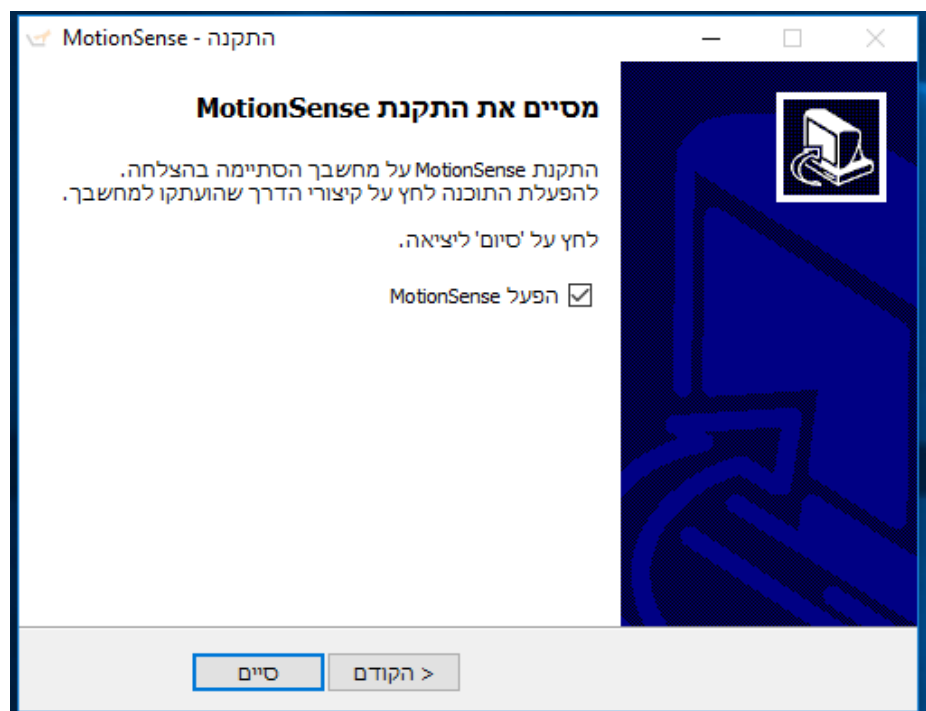 התקנה - MotionSense
מסיים את התקנת MotionSense
התקנת MotionSense על מחשבך הסתיימה בהצלחה.
להפעלת התוכנה לחץ על קיצורי הדרך שהועתקו למחשבך.
לחץ על 'סיום' ליציאה.
הפעל MotionSense
< הקודם
סיים